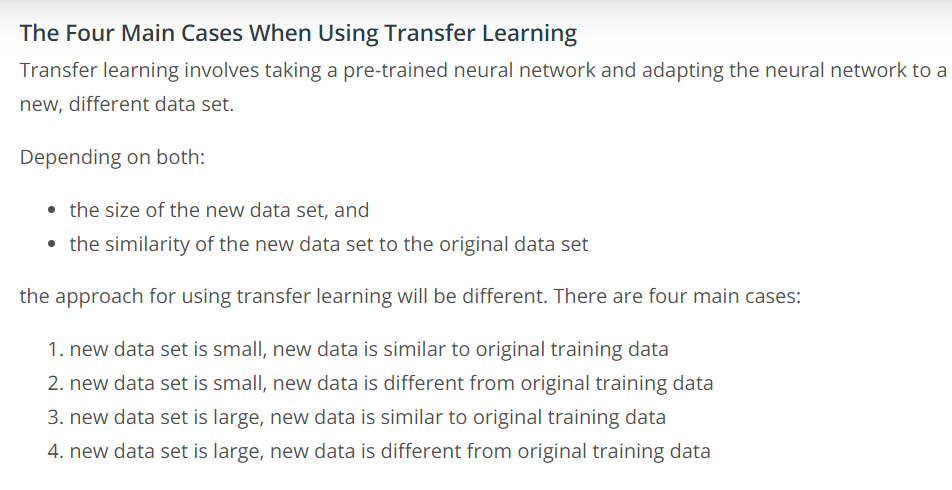 The Four Main Cases When Using Transfer Learning
Transfer learning involves taking a pre-trained neural network and adapting the neural network to a
new, different data set.
Depending on both:
• the size of the new data set, and
• the similarity of the new data set to the original data set
the approach for using transfer learning will be different. There are four main cases:
1. new data set is small, new data is similar to original training data
2. new data set is small, new data is different from original training data
3. new data set is large, new data is similar to original training data
4. new data set is large, new data is different from original training data